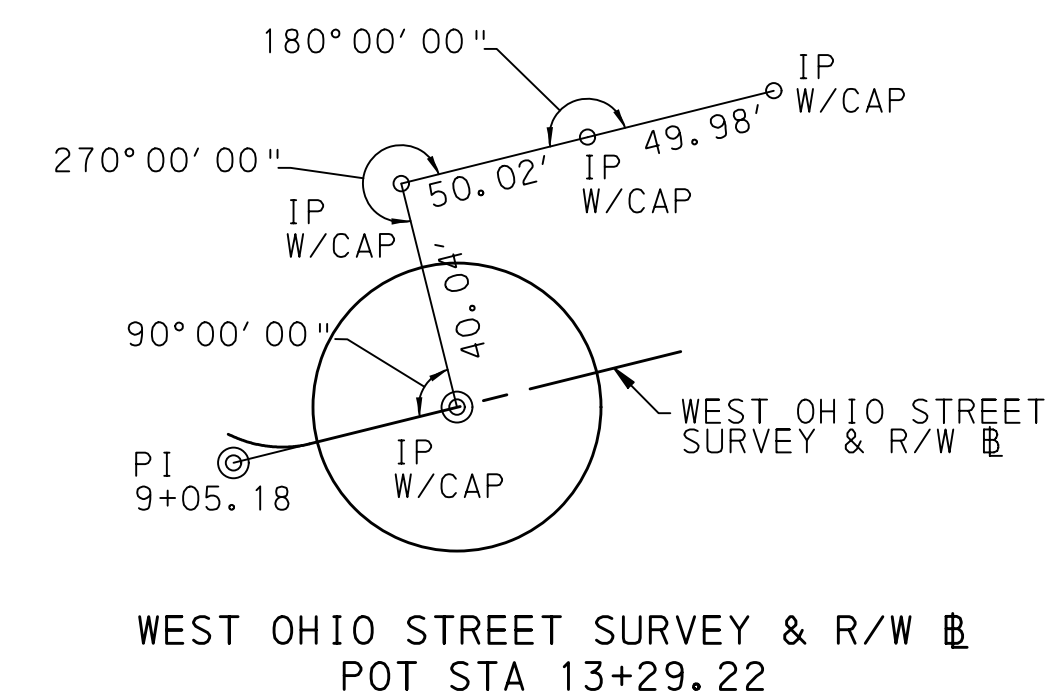 180°00'00"
IP
W/CAP
49.98'
270°00'00"
50.02'
IP
W/CAP
IP
W/CAP
40.04'
90°00'00"
WEST OHIO STREET
SURVEY & R/W BL
IP
W/CAP
PI
9+05.18
WEST OHIO STREET SURVEY & R/W BL
POT STA 13+29.22